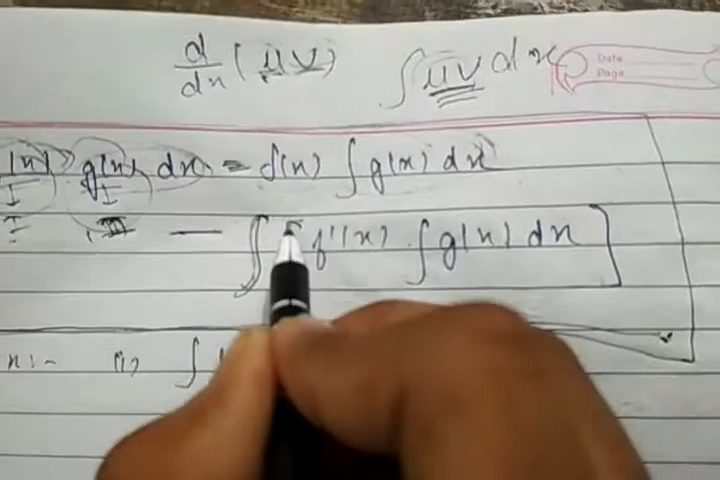 d/dx (uv) ∫ uv dx
Date
Page
(x) g(x) dx = f(x) ∫ g(x) dx
I I
I II — ∫ [ f'(x) ∫ g(x) dx ]
n :- (i) ∫